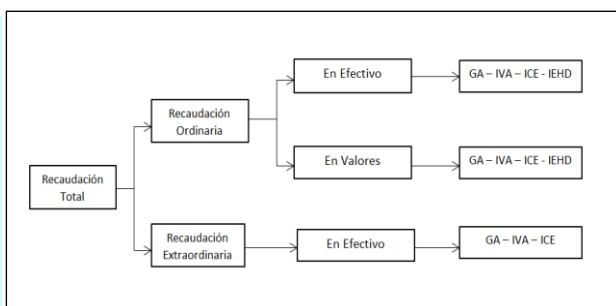 En Efectivo
GA – IVA – ICE - IEHD
Recaudación
Ordinaria
En Valores
GA – IVA – ICE - IEHD
Recaudación
Total
Recaudación
Extraordinaria
En Efectivo
GA – IVA – ICE